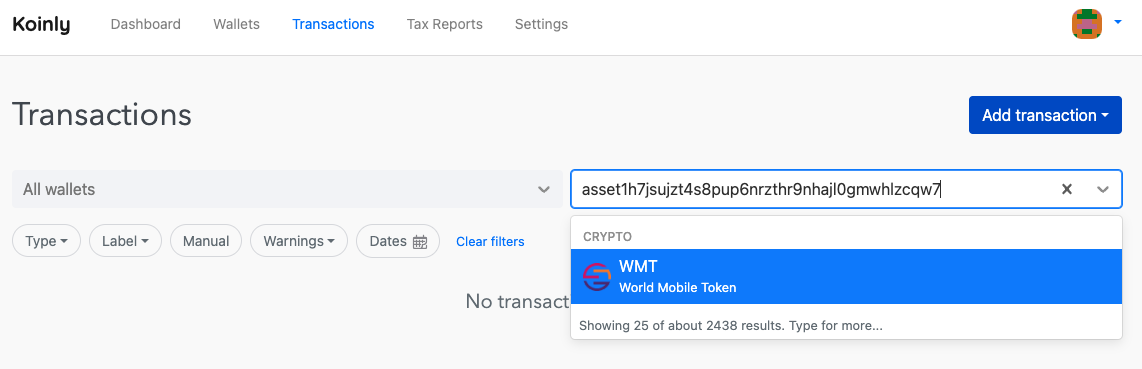 Koinly Dashboard Wallets Transactions Tax Reports Settings
Transactions
Add transaction
All wallets
asset1h7jsujzt4s8pup6nrzthr9nhajl0gmwhlzcqw7
Type Label Manual Warnings Dates Clear filters
CRYPTO
WMT
World Mobile Token
No transact
Showing 25 of about 2438 results. Type for more...